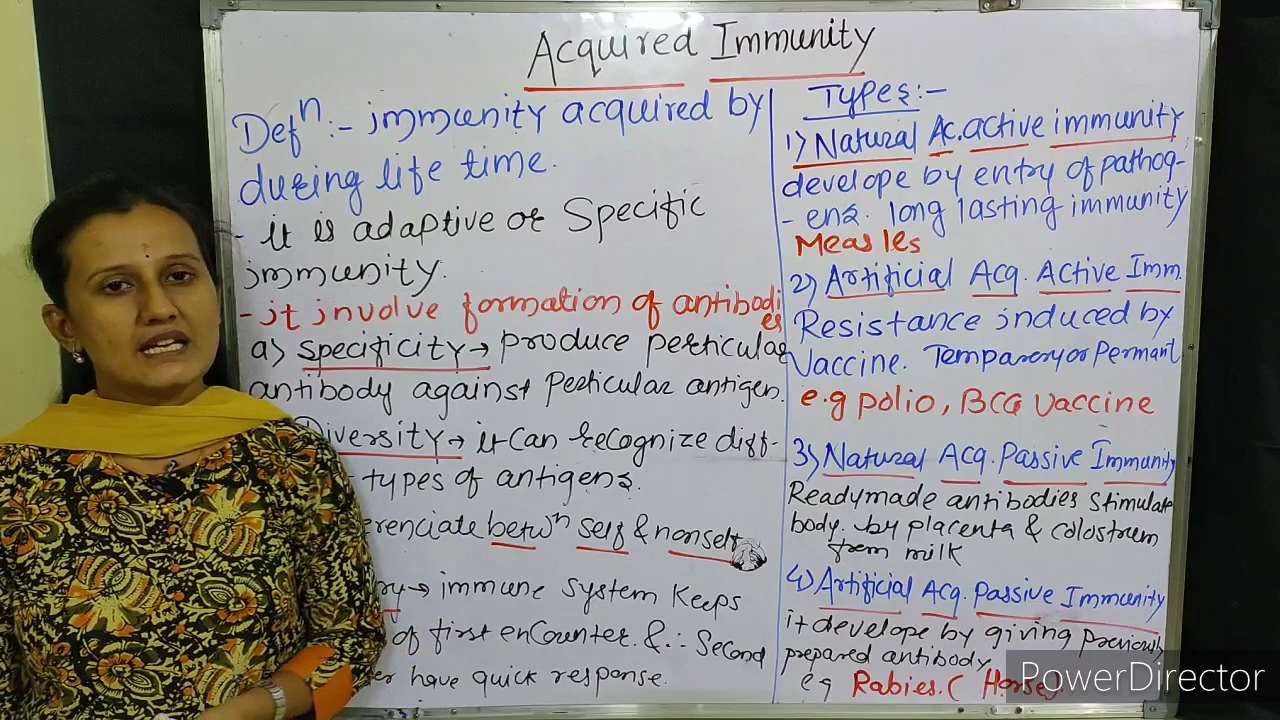 Acquired Immunity
Defⁿ :- immunity acquired by
during life time.
- it is adaptive or Specific
immunity.
- it involve formation of antibodi
es
a) specificity → produce perticular
antibody against Perticular antigen.
Diversity → it can recognize diff-
- types of antigens.
erenciate betwⁿ self & nonself
ry → immune system keeps
of first encounter. & ∴ Second
er have quick response.
Types :-
1) Natural Ac. active immunity
develope by entry of pathog-
- ens. long lasting immunity
Measles
2) Artificial Acq. Active Imm.
Resistance induced by
Vaccine. Temparery or Permant
e.g polio, BCG vaccine
3) Natural Acq. Passive Immunity
Readymade antibodies stimulate
body. by placenta & colostrum
from milk
4) Artificial Acq. Passive Immunity
it develope by giving previously
prepared antibody
eg Rabies. (Horse)
PowerDirector